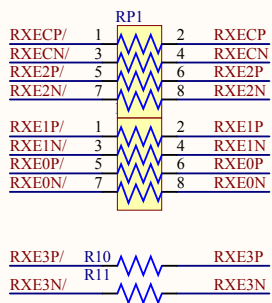 RP1
RXECP/ 1 2 RXECP
RXECN/ 3 4 RXECN
RXE2P/ 5 6 RXE2P
RXE2N/ 7 8 RXE2N
RXE1P/ 1 2 RXE1P
RXE1N/ 3 4 RXE1N
RXE0P/ 5 6 RXE0P
RXE0N/ 7 8 RXE0N
RXE3P/ R10 RXE3P
RXE3N/ R11 RXE3N